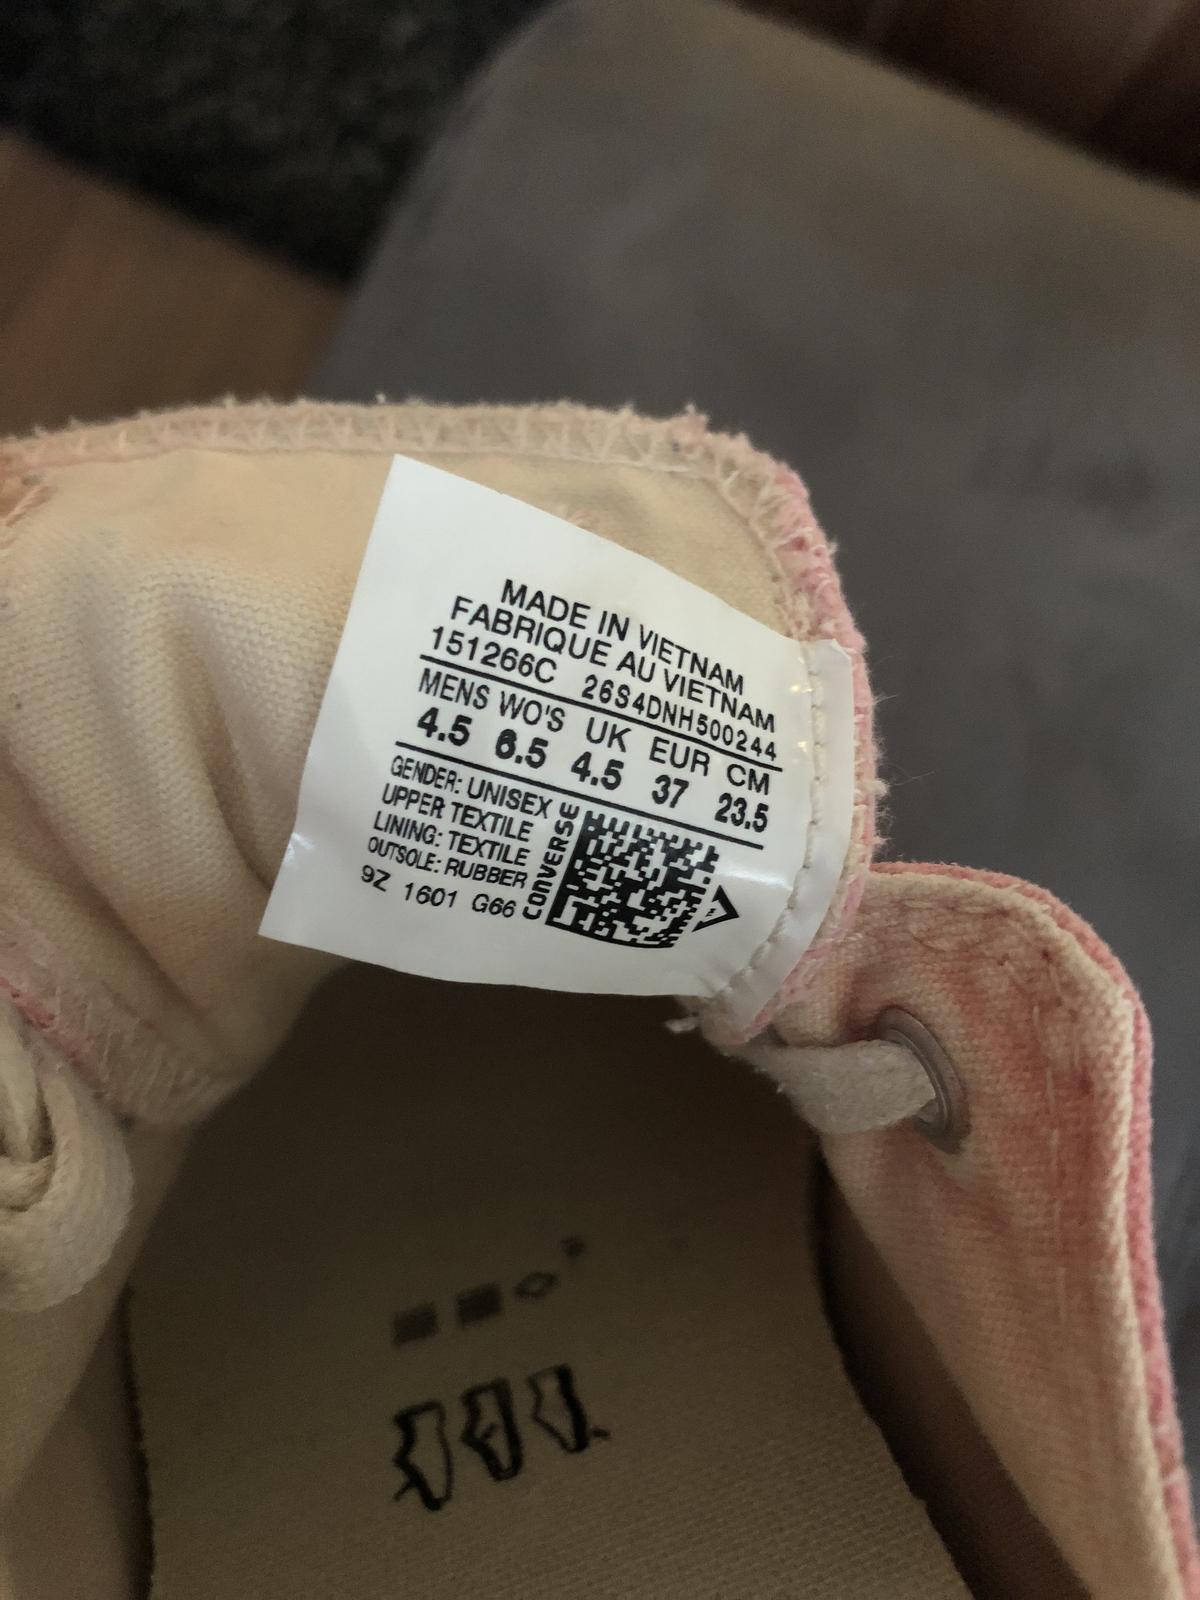 MADE IN VIETNAM
FABRIQUE AU VIETNAM
151266C 26S4DNH500244
MENS WO'S UK EUR CM
4.5 6.5 4.5 37 23.5
GENDER: UNISEX
UPPER TEXTILE
LINING: TEXTILE
OUTSOLE: RUBBER
9Z 1601 G66
CONVERSE